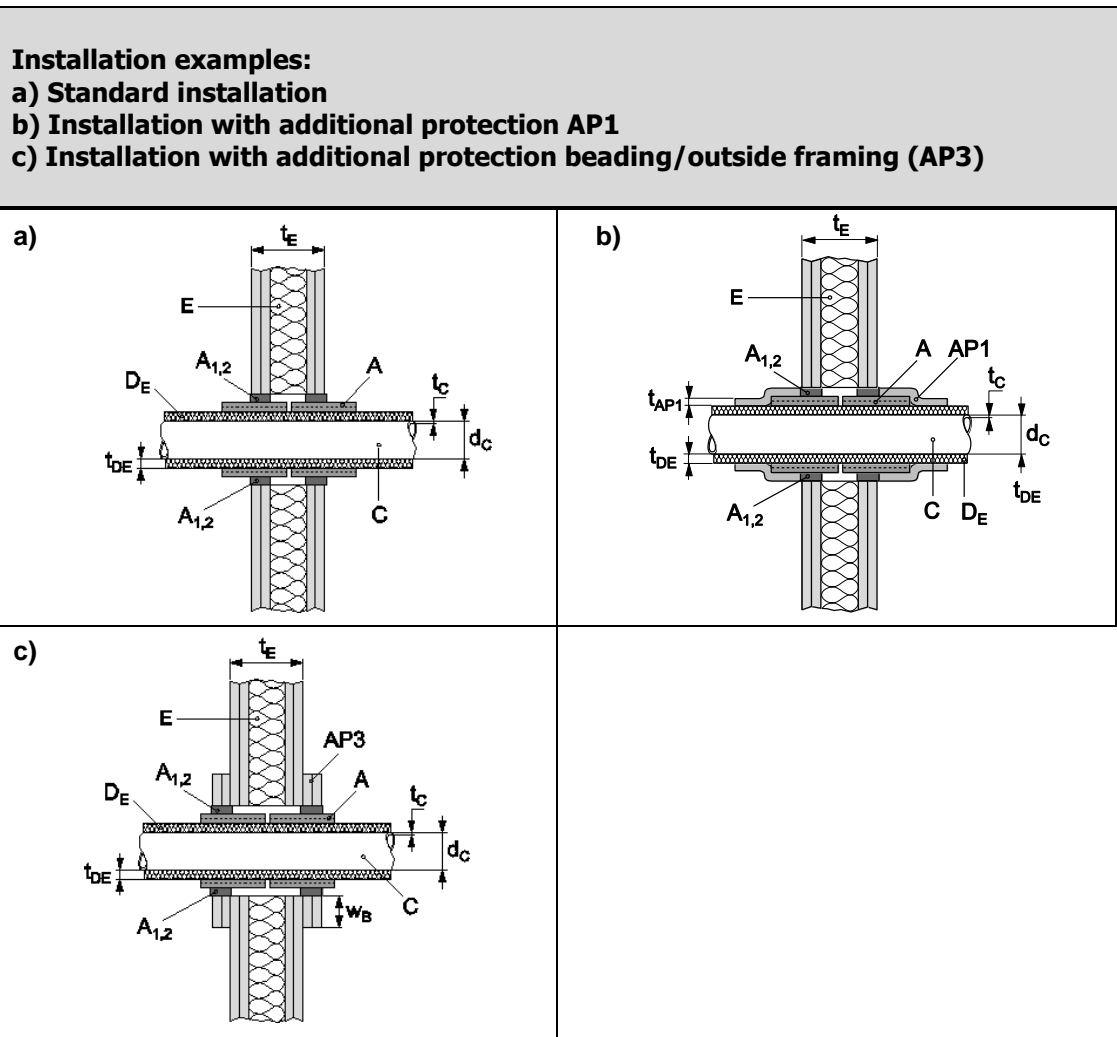 Installation examples:
a) Standard installation
b) Installation with additional protection AP1
c) Installation with additional protection beading/outside framing (AP3)
a)
tE
E
A1,2
A
DE
tC
dC
tDE
A1,2
C
b)
tE
E
A1,2
A
AP1
tC
tAP1
dC
tDE
tDE
A1,2
C
DE
c)
tE
E
AP3
A1,2
A
DE
tC
dC
tDE
C
A1,2
wB